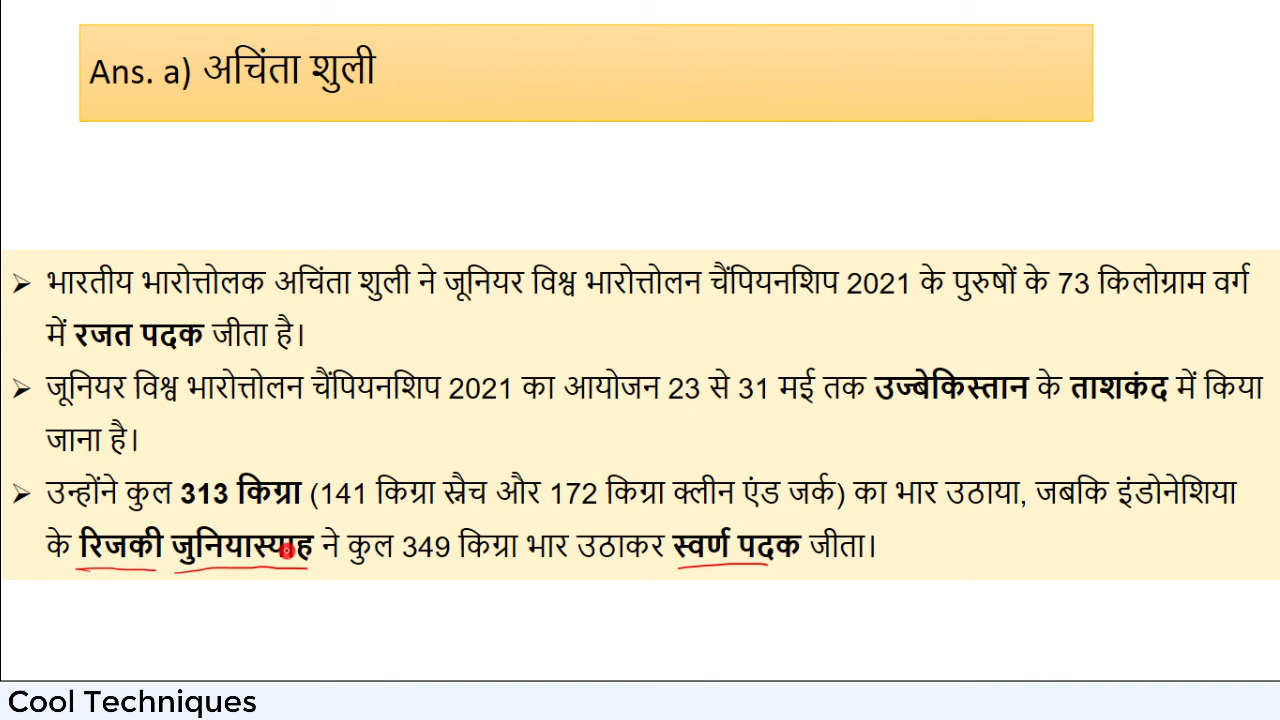 Ans. a) अचिंता शुली
➢ भारतीय भारोत्तोलक अचिंता शुली ने जूनियर विश्व भारोत्तोलन चैंपियनशिप 2021 के पुरुषों के 73 किलोग्राम वर्ग
में रजत पदक जीता है।
➢ जूनियर विश्व भारोत्तोलन चैंपियनशिप 2021 का आयोजन 23 से 31 मई तक उज्बेकिस्तान के ताशकंद में किया
जाना है।
➢ उन्होंने कुल 313 किग्रा (141 किग्रा स्नैच और 172 किग्रा क्लीन एंड जर्क) का भार उठाया, जबकि इंडोनेशिया
के रिजकी जुनियास्याह ने कुल 349 किग्रा भार उठाकर स्वर्ण पदक जीता।
Cool Techniques